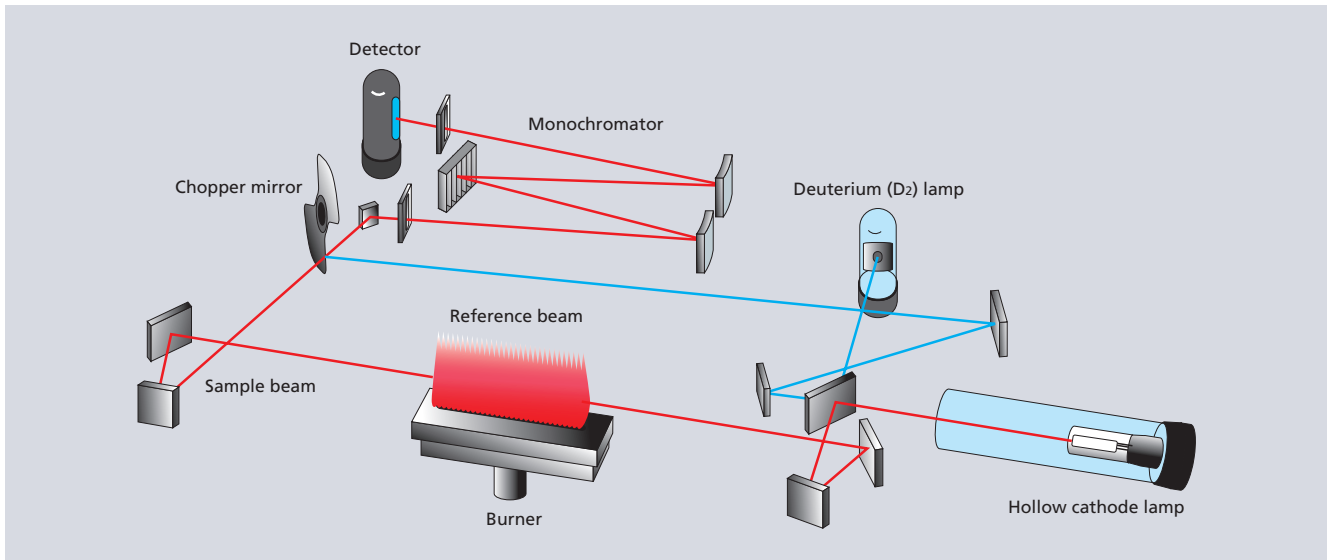 Detector
Monochromator
Chopper mirror
Deuterium (D2) lamp
Reference beam
Sample beam
Hollow cathode lamp
Burner